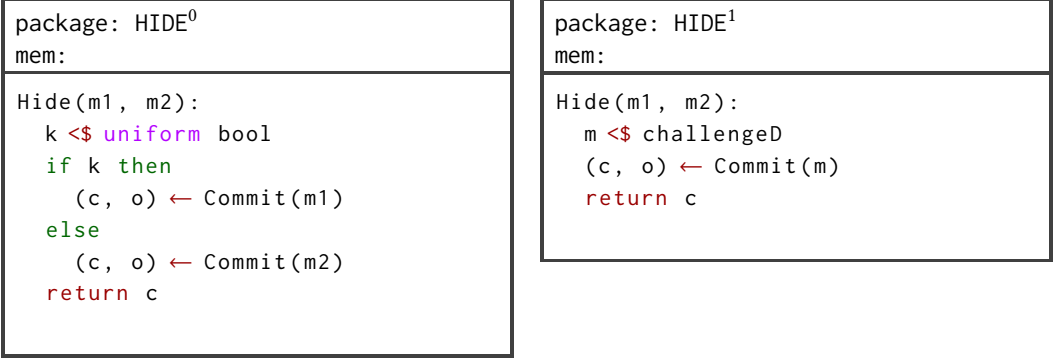 package: HIDE⁰
mem:
Hide(m1, m2):
k <$ uniform bool
if k then
(c, o) ← Commit(m1)
else
(c, o) ← Commit(m2)
return c
package: HIDE¹
mem:
Hide(m1, m2):
m <$ challengeD
(c, o) ← Commit(m)
return c